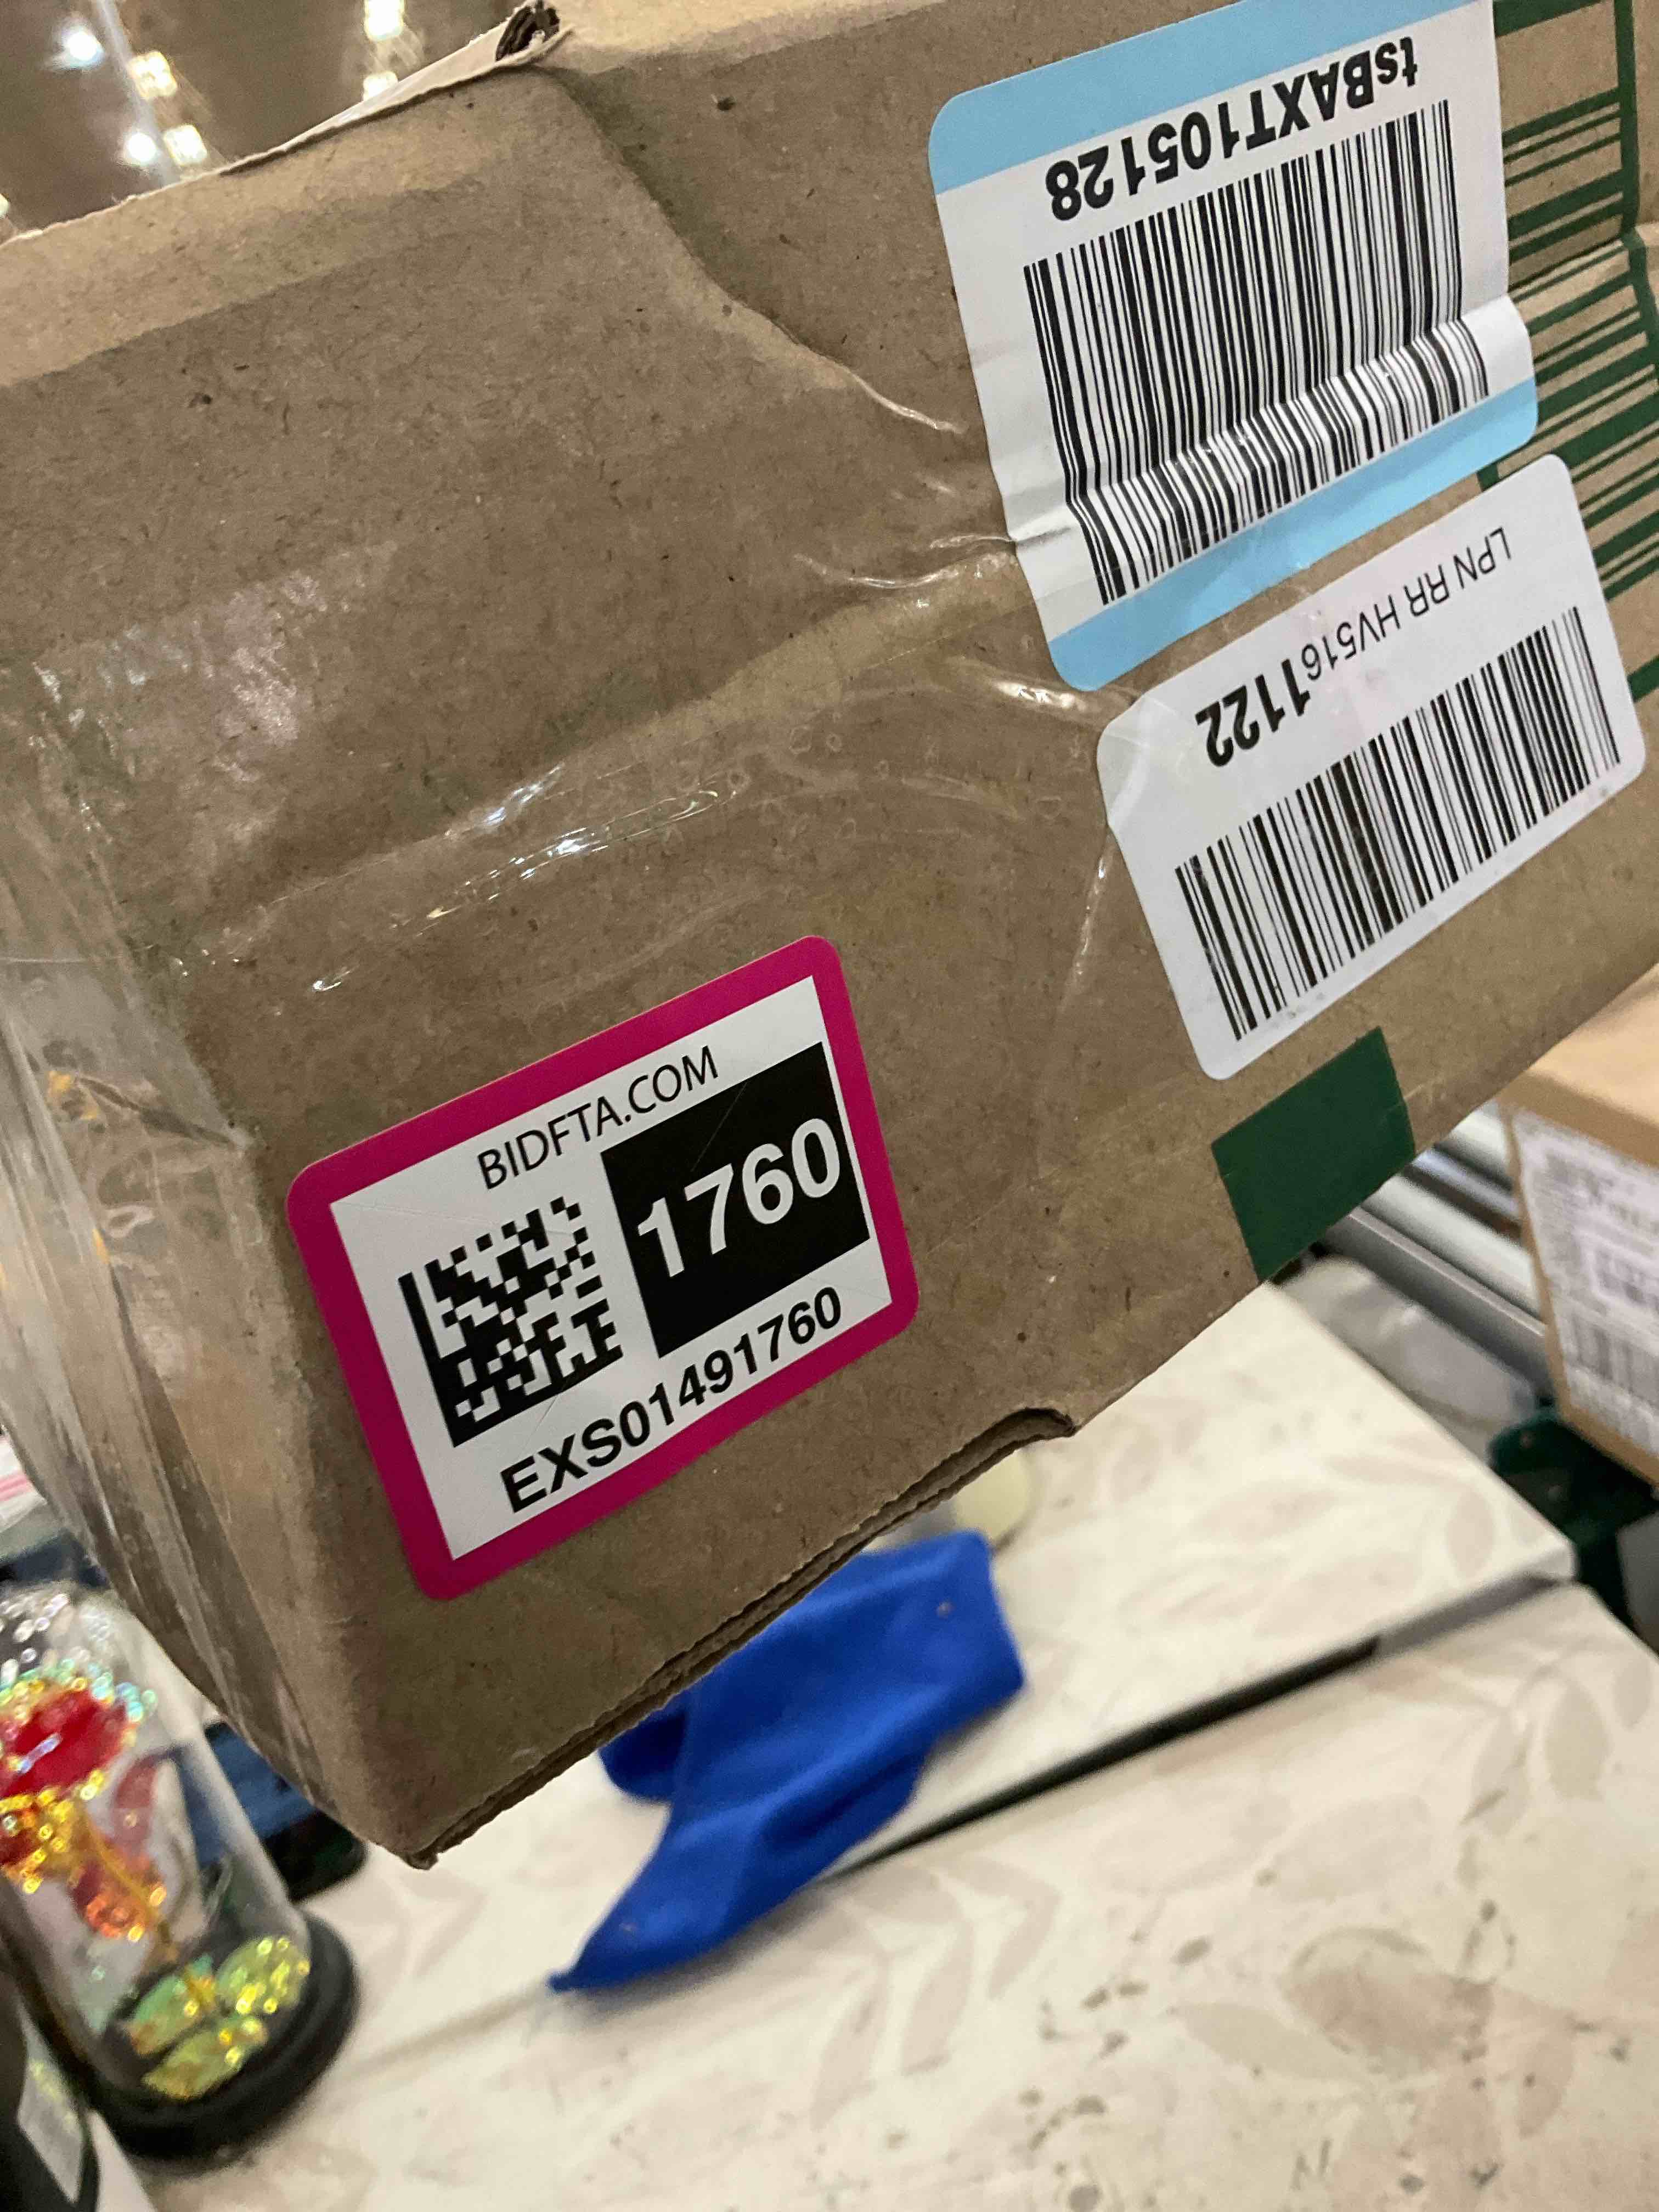 tsBAXT105128
LPN RR HV5161122
BIDFTA.COM
1760
EXS01491760